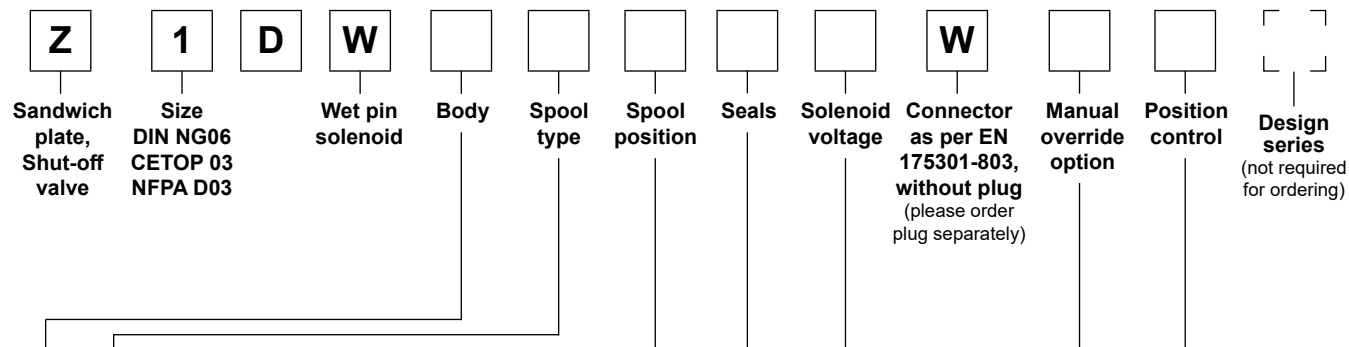 Z 1 D W W
Sandwich plate, Shut-off valve
Size DIN NG06 CETOP 03 NFPA D03
Wet pin solenoid
Body
Spool type
Spool position
Seals
Solenoid voltage
Connector as per EN 175301-803, without plug (please order plug separately)
Manual override option
Position control
Design series (not required for ordering)